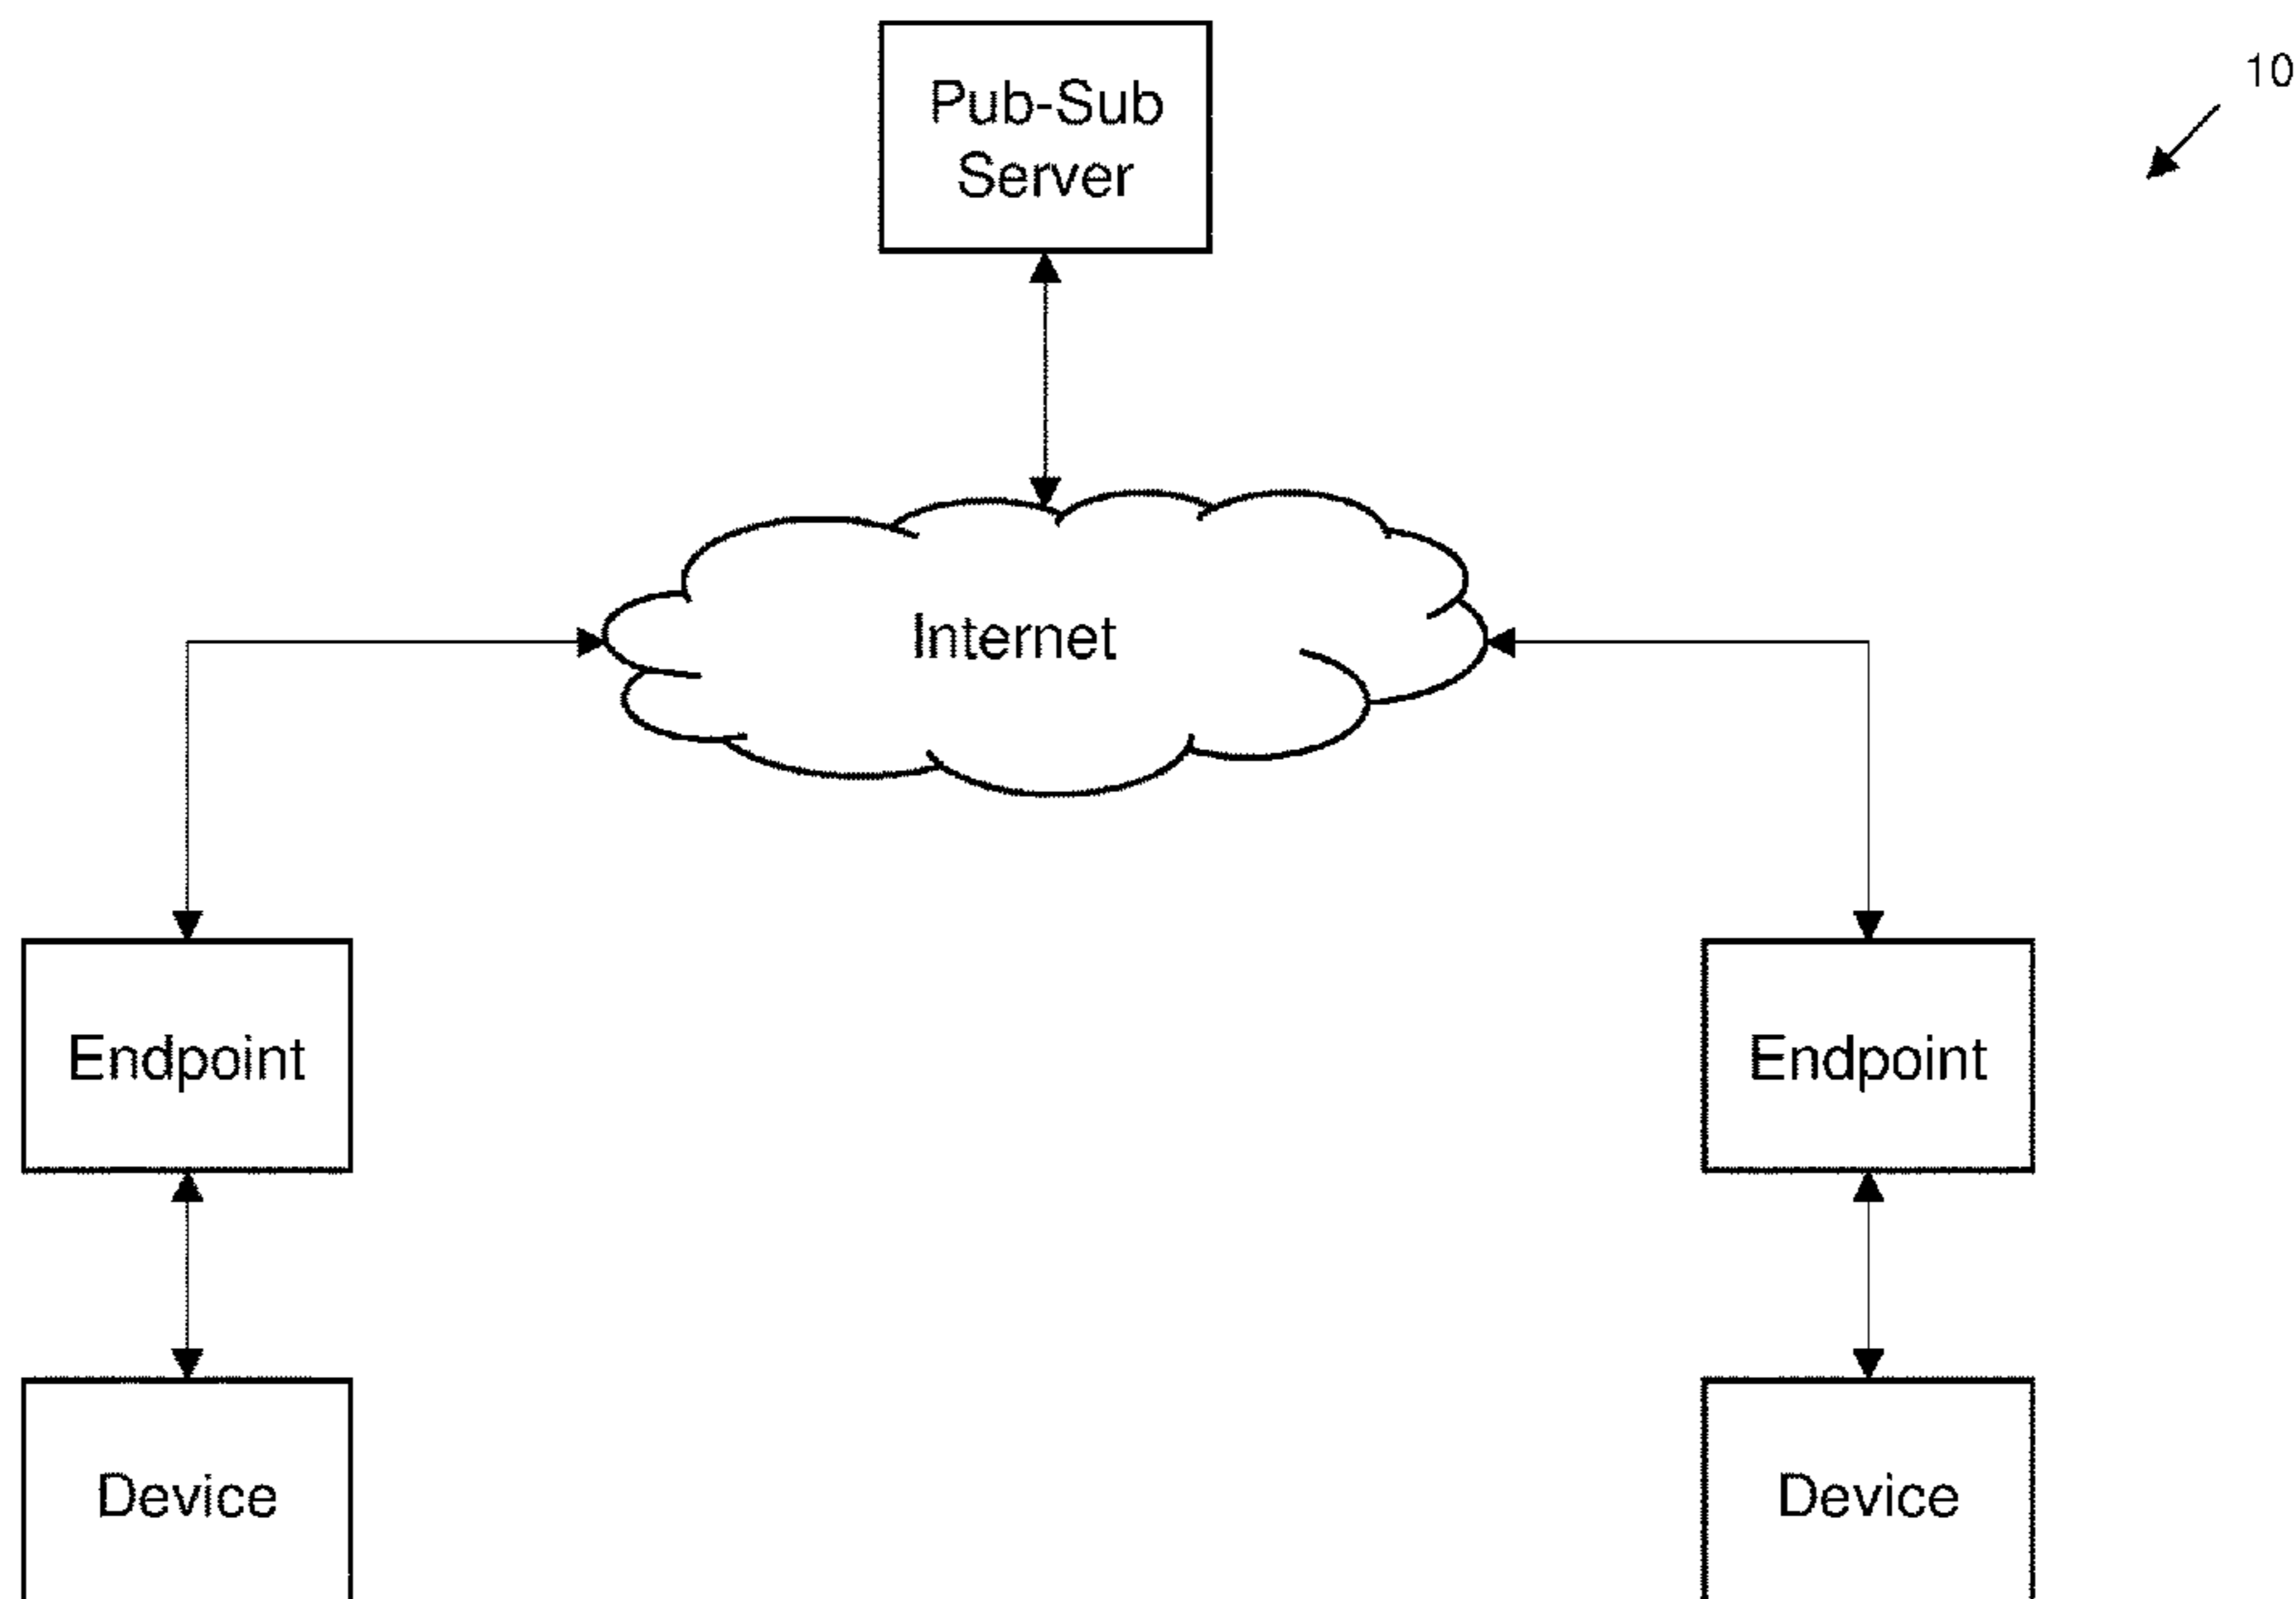 10
Pub-Sub
Server
Internet
Endpoint
Endpoint
Device
Device